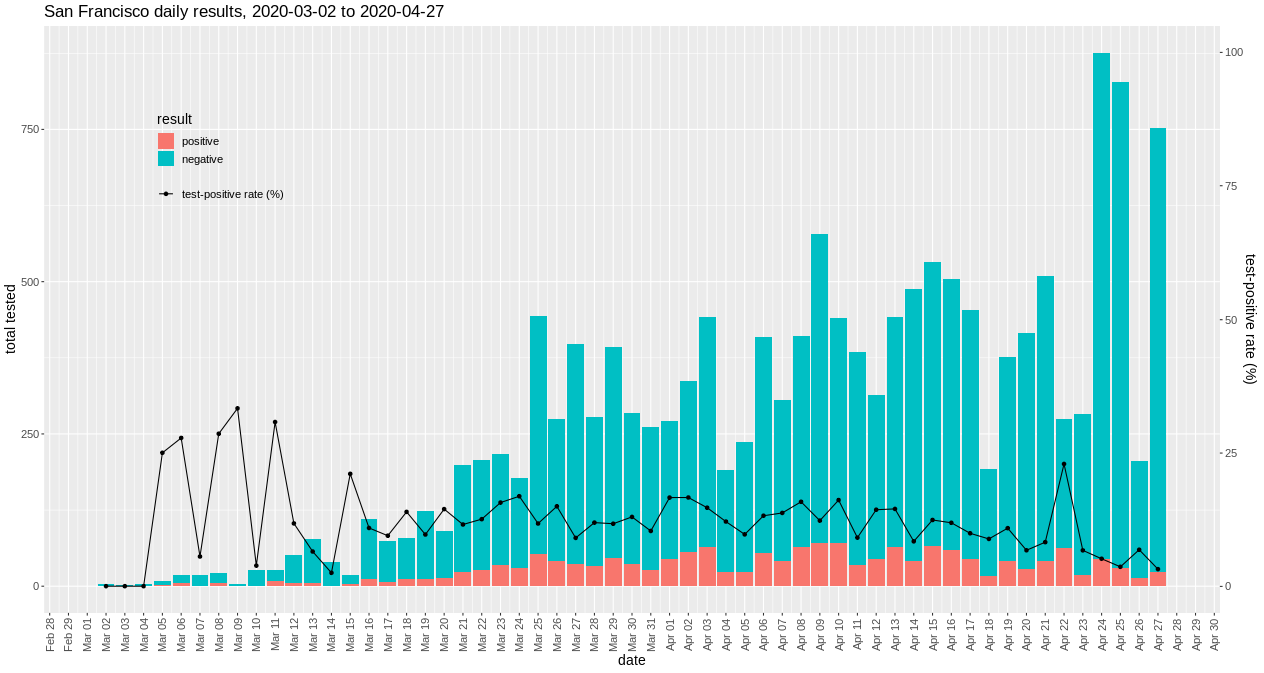 San Francisco daily results, 2020-03-02 to 2020-04-27
result
positive
negative
test-positive rate (%)
total tested
750
500
250
0
test-positive rate (%)
100
75
50
25
0
Feb 28
Feb 29
Mar 01
Mar 02
Mar 03
Mar 04
Mar 05
Mar 06
Mar 07
Mar 08
Mar 09
Mar 10
Mar 11
Mar 12
Mar 13
Mar 14
Mar 15
Mar 16
Mar 17
Mar 18
Mar 19
Mar 20
Mar 21
Mar 22
Mar 23
Mar 24
Mar 25
Mar 26
Mar 27
Mar 28
Mar 29
Mar 30
Mar 31
Apr 01
Apr 02
Apr 03
Apr 04
Apr 05
Apr 06
Apr 07
Apr 08
Apr 09
Apr 10
Apr 11
Apr 12
Apr 13
Apr 14
Apr 15
Apr 16
Apr 17
Apr 18
Apr 19
Apr 20
Apr 21
Apr 22
Apr 23
Apr 24
Apr 25
Apr 26
Apr 27
Apr 28
Apr 29
Apr 30
date